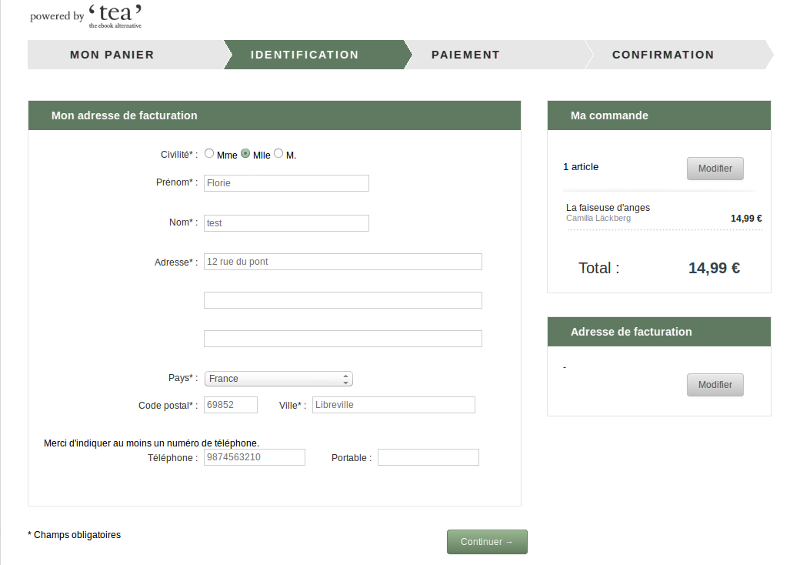 powered by ‘tea’
the ebook alternative
MON PANIER IDENTIFICATION PAIEMENT CONFIRMATION
Mon adresse de facturation
Civilité* : Mme Mlle M.
Prénom* : Florie
Nom* : test
Adresse* : 12 rue du pont
Pays* : France
Code postal* : 69852 Ville* : Libreville
Merci d'indiquer au moins un numéro de téléphone.
Téléphone : 9874563210 Portable :
* Champs obligatoires
Continuer →
Ma commande
1 article Modifier
La faiseuse d'anges
Camilla Läckberg 14,99 €
Total : 14,99 €
Adresse de facturation
-
Modifier